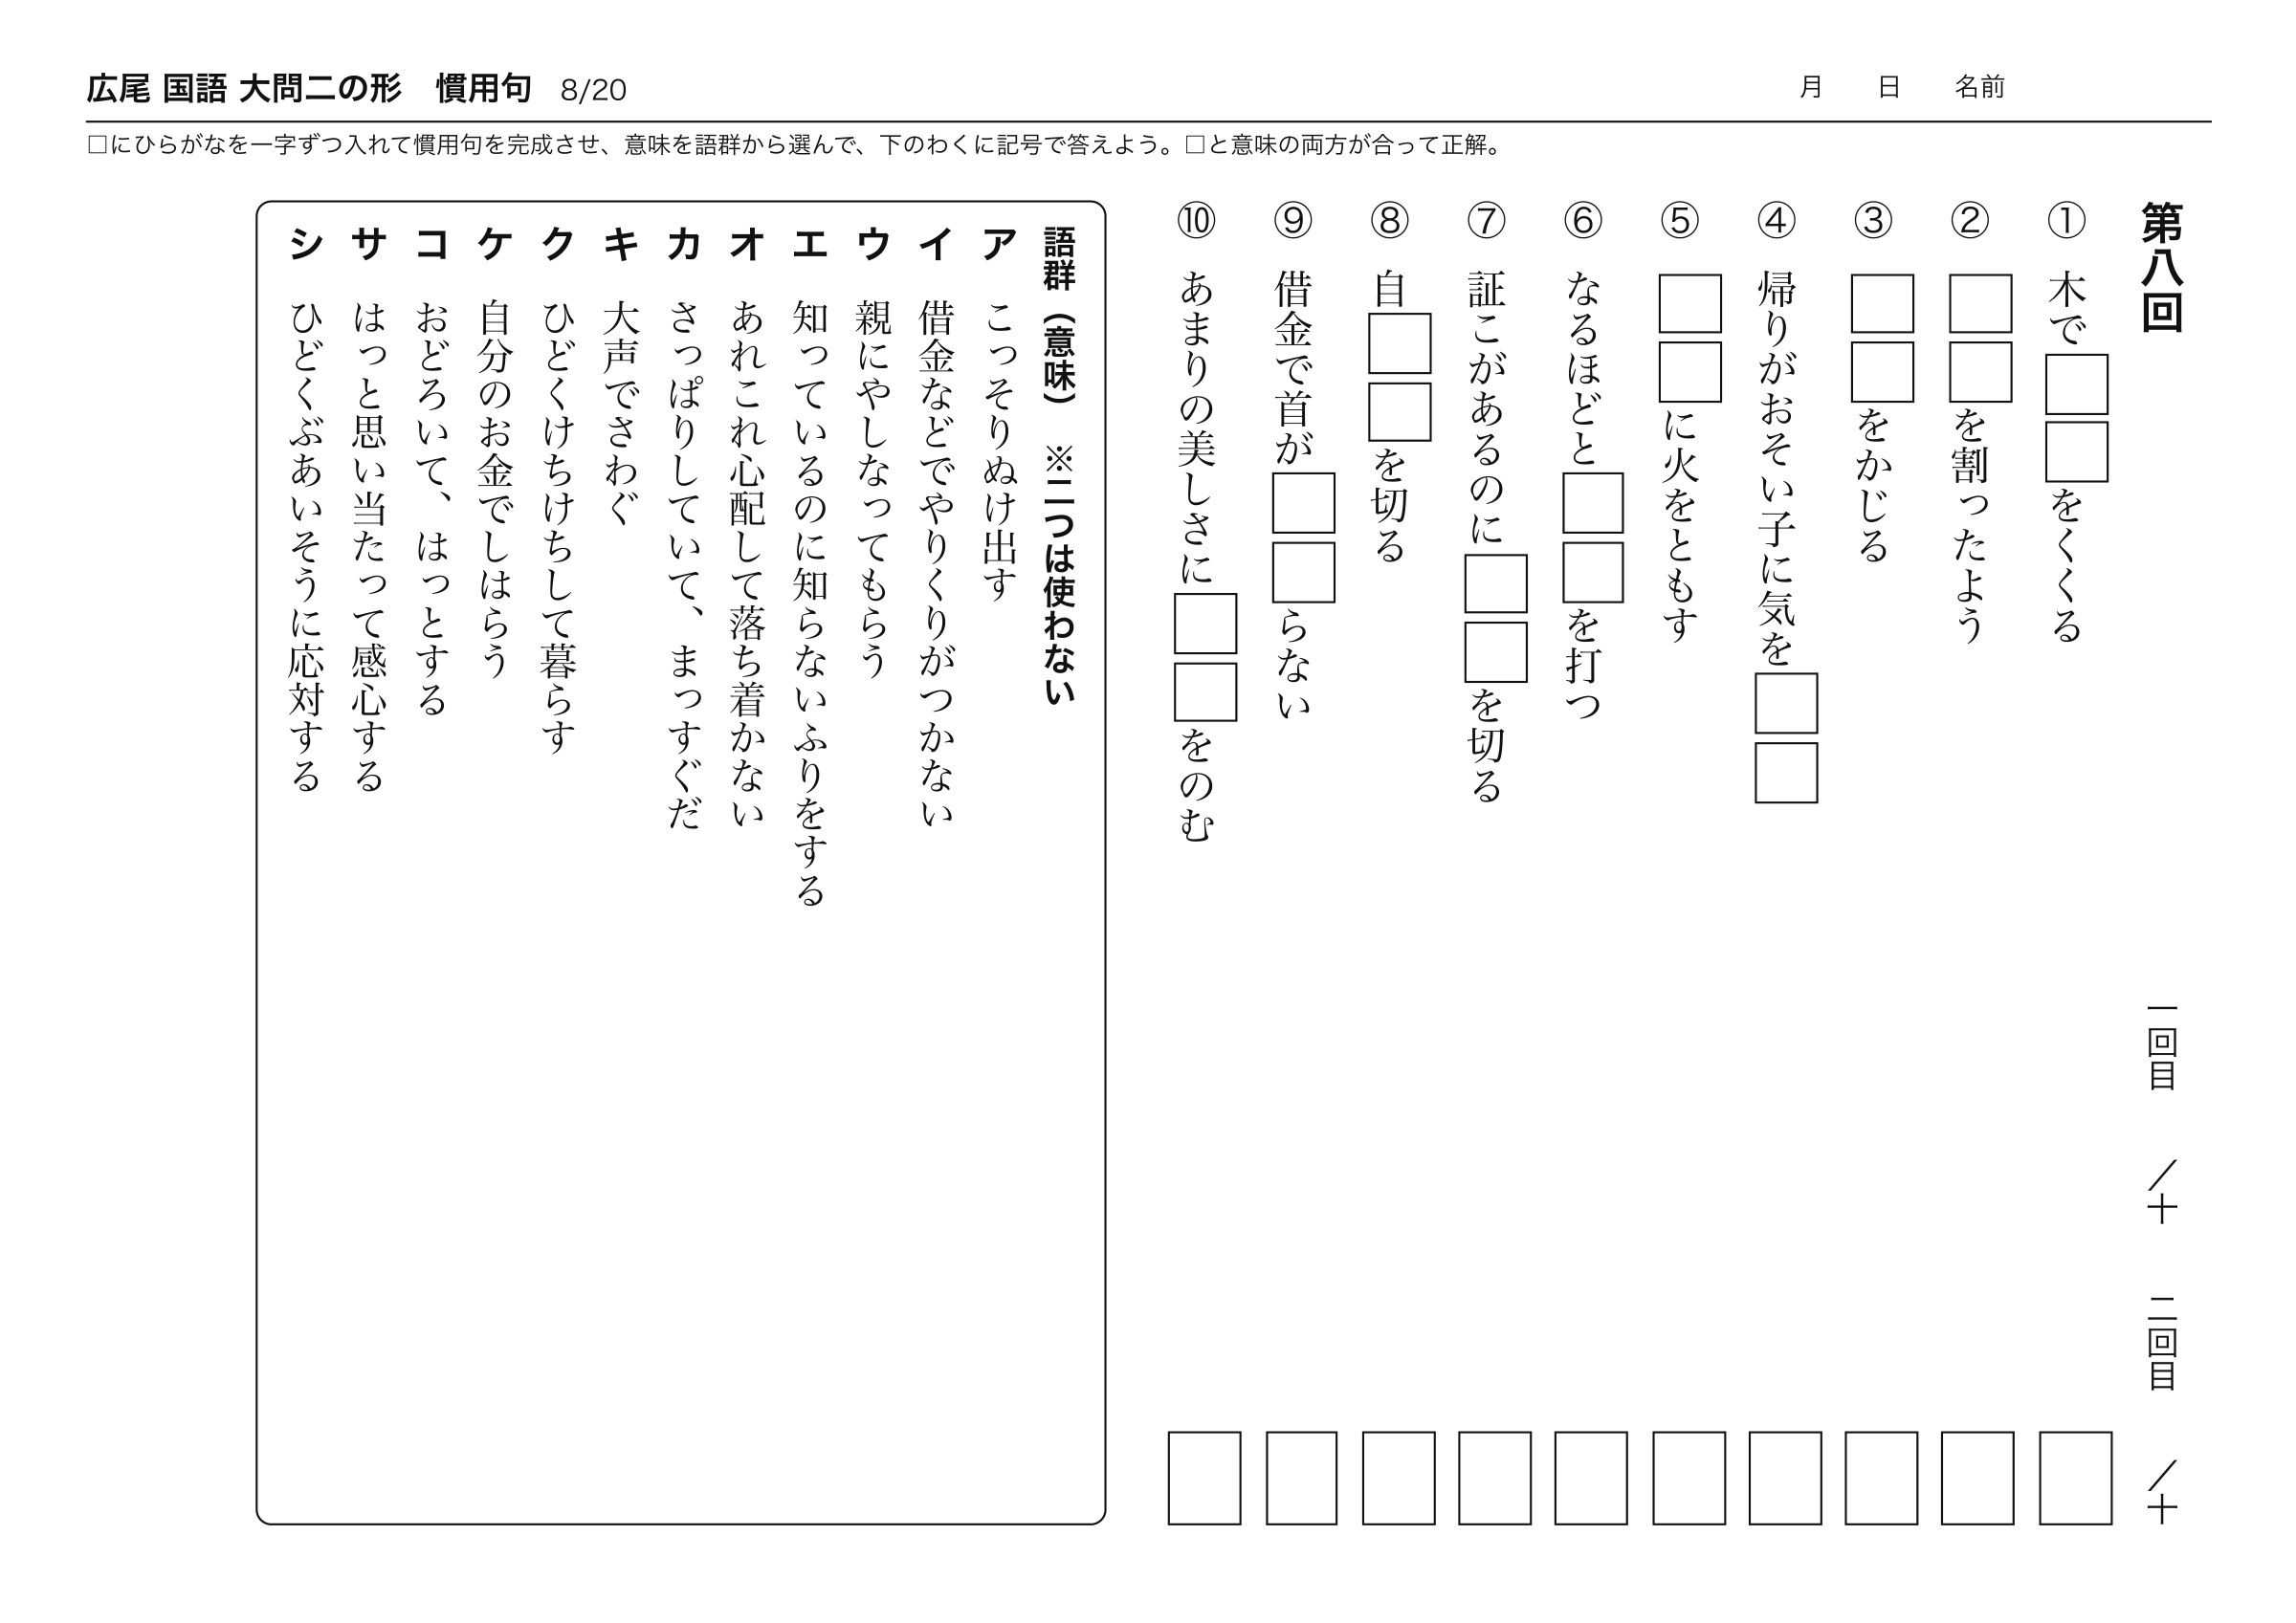 広尾 国語 大問二の形　慣用句　8/20
月　日　名前
□にひらがなを一字ずつ入れて慣用句を完成させ、意味を語群から選んで、下のわくに記号で答えよう。□と意味の両方が合って正解。
第八回　一回目　／十　二回目　／十
① 木で□□をくくる
② □□を割ったよう
③ □□をかじる
④ 帰りがおそい子に気を□□
⑤ □□に火をともす
⑥ なるほどと□□を打つ
⑦ 証こがあるのに□□を切る
⑧ 自□□を切る
⑨ 借金で首が□□らない
⑩ あまりの美しさに□□をのむ
語群（意味）　※二つは使わない
ア　こっそりぬけ出す
イ　借金などでやりくりがつかない
ウ　親にやしなってもらう
エ　知っているのに知らないふりをする
オ　あれこれ心配して落ち着かない
カ　さっぱりしていて、まっすぐだ
キ　大声でさわぐ
ク　ひどくけちけちして暮らす
ケ　自分のお金でしはらう
コ　おどろいて、はっとする
サ　はっと思い当たって感心する
シ　ひどくぶあいそうに応対する